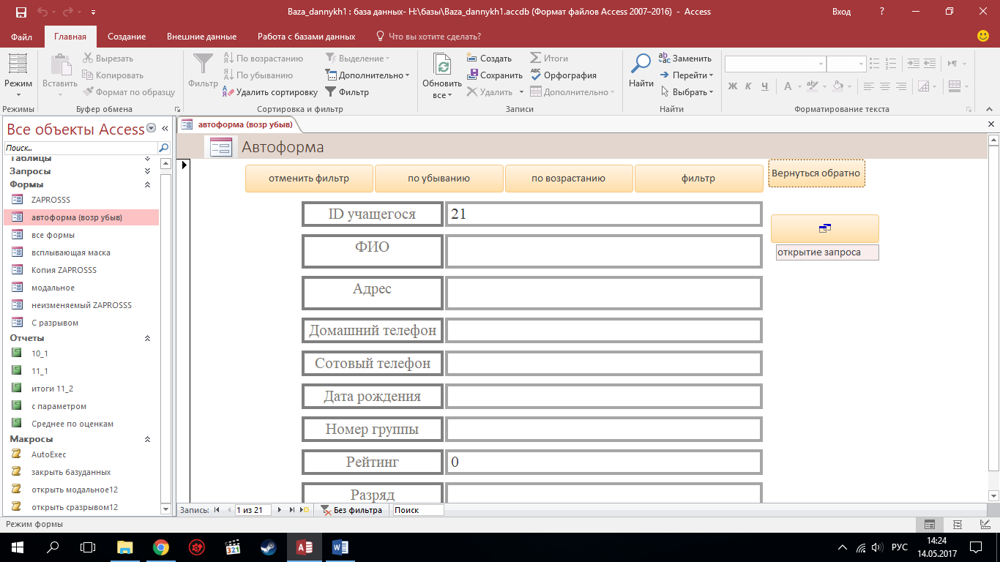 Baza_dannykh1 : база данных- H:\базы\Baza_dannykh1.accdb (Формат файлов Access 2007–2016) - Access
Вход ?
Файл Главная Создание Внешние данные Работа с базами данных Что вы хотите сделать?
Режим
Режимы
Вставить
Вырезать
Копировать
Формат по образцу
Буфер обмена
Фильтр
По возрастанию
По убыванию
Удалить сортировку
Выделение
Дополнительно
Фильтр
Сортировка и фильтр
Обновить
все
Создать
Сохранить
Удалить
Итоги
Орфография
Дополнительно
Записи
Найти
Заменить
Перейти
Выбрать
Найти
Ж К Ч A
Форматирование текста
Все объекты Access
Поиск...
Таблицы
Запросы
Формы
ZAPROSSS
автоформа (возр убыв)
все формы
всплывающая маска
Копия ZAPROSSS
модальное
неизменяемый ZAPROSSS
С разрывом
Отчеты
10_1
11_1
итоги 11_2
с параметром
Среднее по оценкам
Макросы
AutoExec
закрыть базуданных
открыть модальное12
открыть сразрывом12
автоформа (возр убыв)
Автоформа
отменить фильтр по убыванию по возрастанию фильтр Вернуться обратно
открытие запроса
ID учащегося 21
ФИО
Адрес
Домашний телефон
Сотовый телефон
Дата рождения
Номер группы
Рейтинг 0
Разряд
Запись: 1 из 21 Без фильтра Поиск
Режим формы
321
РУС
14:24
14.05.2017